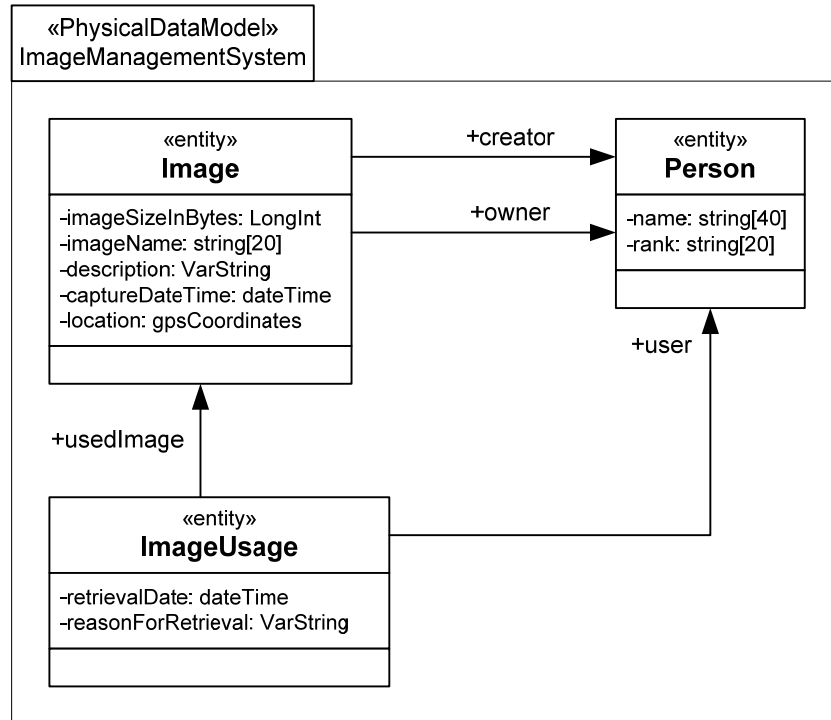 «PhysicalDataModel»
ImageManagementSystem
«entity»
Image
-imageSizeInBytes: LongInt
-imageName: string[20]
-description: VarString
-captureDateTime: dateTime
-location: gpsCoordinates
+creator
+owner
«entity»
Person
-name: string[40]
-rank: string[20]
+user
+usedImage
«entity»
ImageUsage
-retrievalDate: dateTime
-reasonForRetrieval: VarString